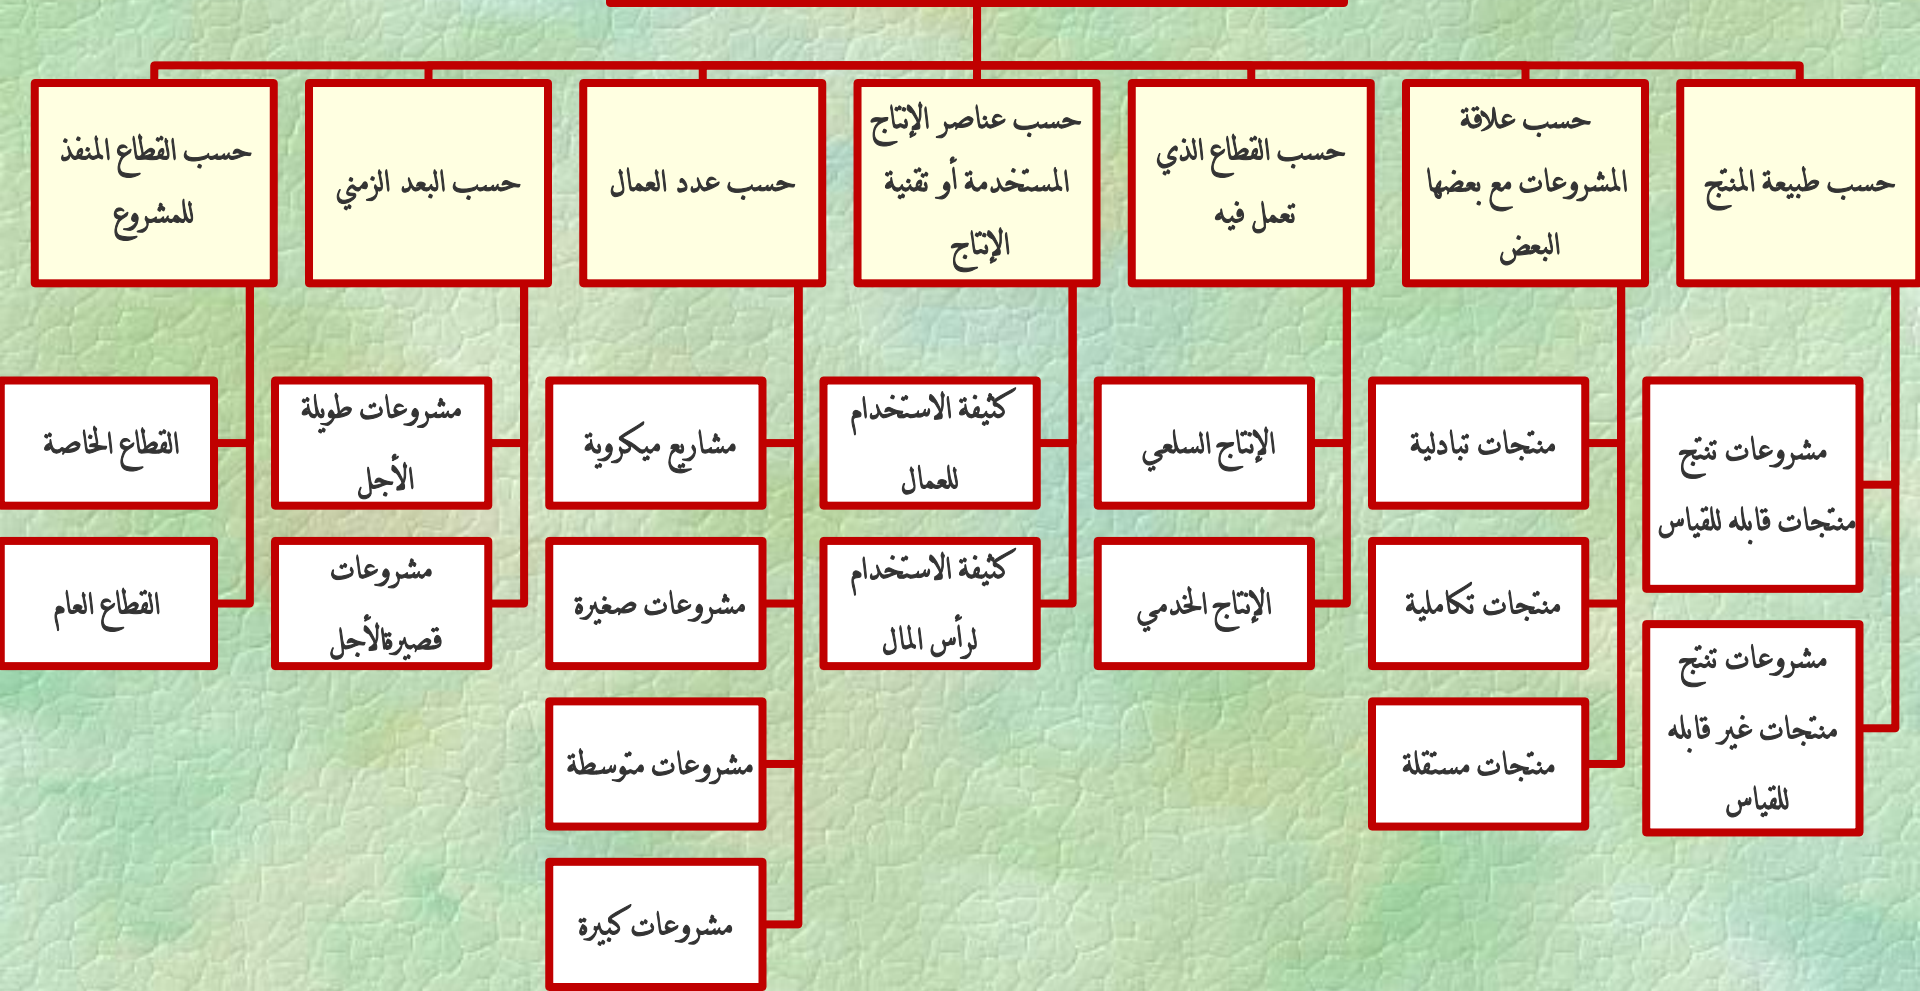 حسب طبيعة المنتج
مشروعات تنتج
منتجات قابله للقياس
مشروعات تنتج
منتجات غير قابله
للقياس
حسب علاقة
المشروعات مع بعضها
البعض
منتجات تبادلية
منتجات تكاملية
منتجات مستقلة
حسب القطاع الذي
تعمل فيه
الإنتاج السلعي
الإنتاج الخدمي
حسب عناصر الإنتاج
المستخدمة أو تقنية
الإنتاج
كثيفة الاستخدام
للعمال
كثيفة الاستخدام
لرأس المال
حسب عدد العمال
مشاريع ميكروية
مشروعات صغيرة
مشروعات متوسطة
مشروعات كبيرة
حسب البعد الزمني
مشروعات طويلة
الأجل
مشروعات
قصيرةالأجل
حسب القطاع المنفذ
للمشروع
القطاع الخاصة
القطاع العام